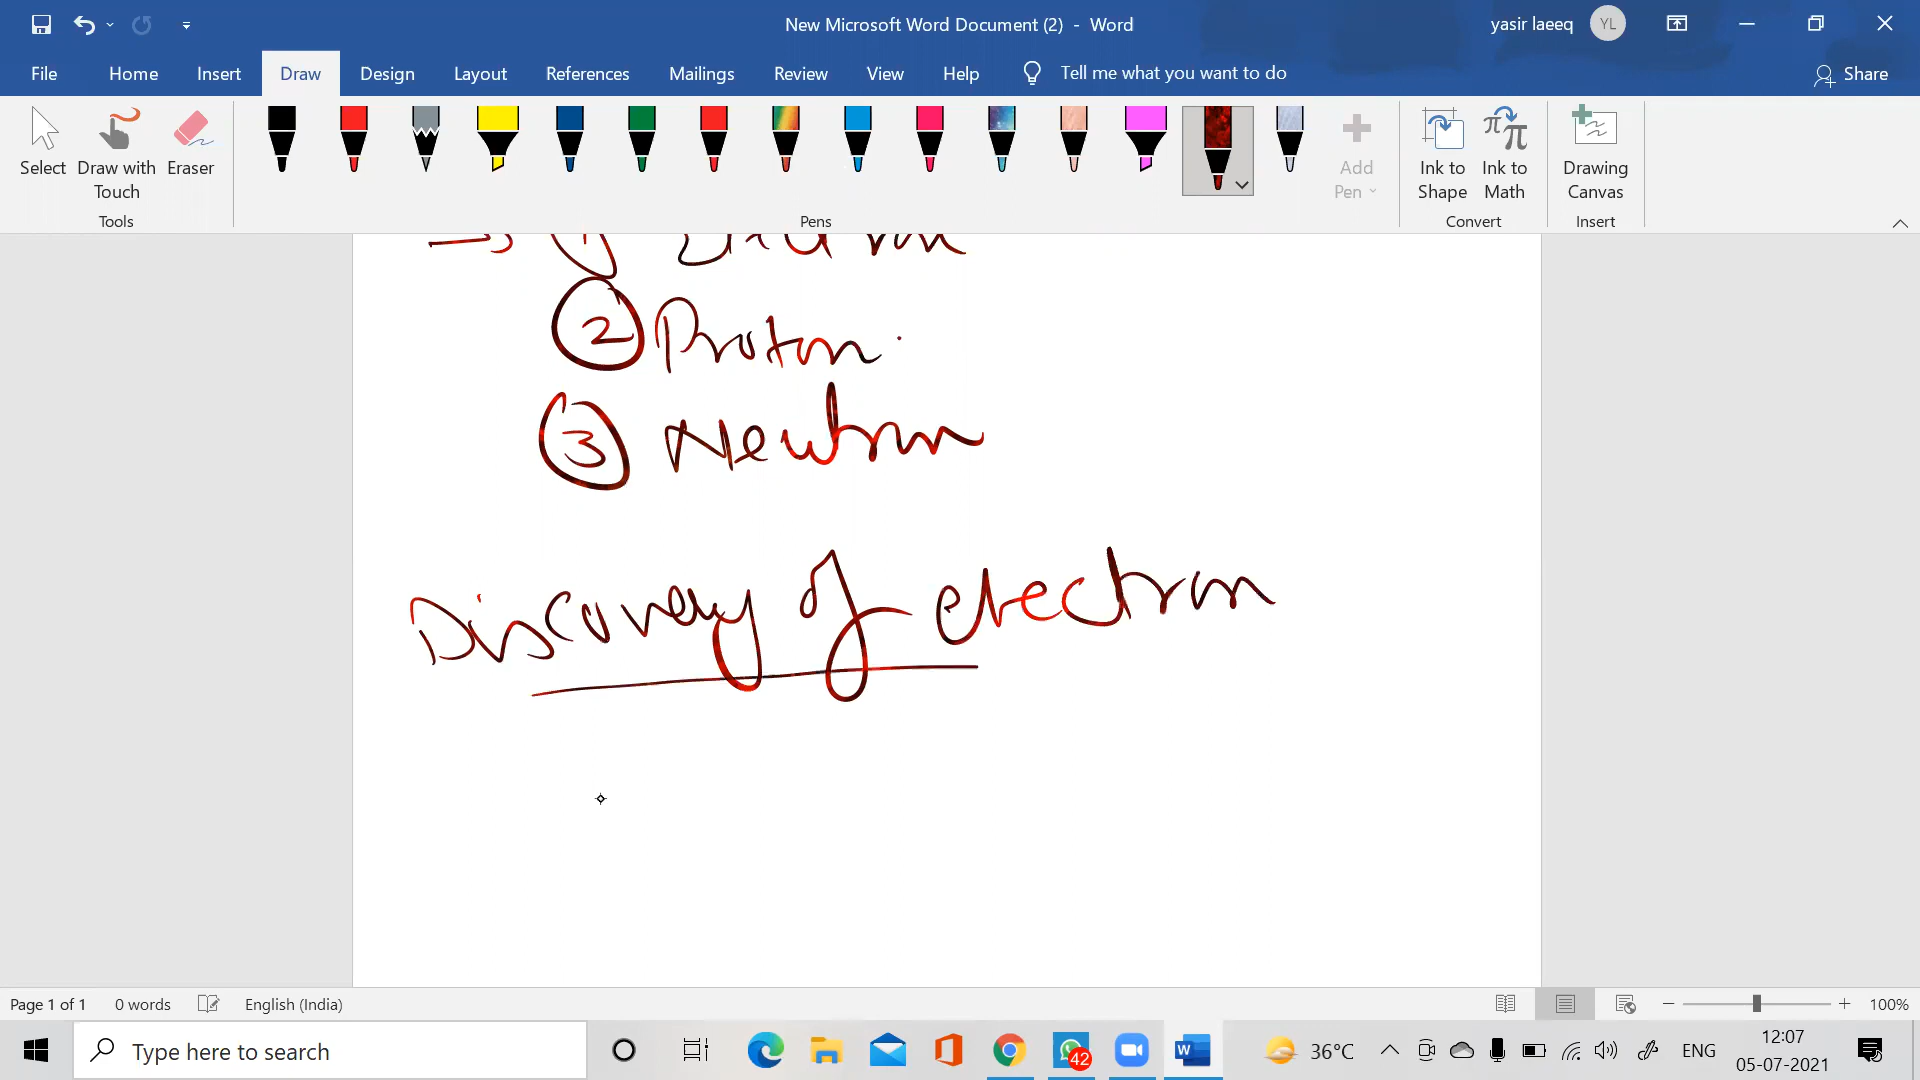 New Microsoft Word Document (2) - Word
yasir laeeq YL
File Home Insert Draw Design Layout References Mailings Review View Help Tell me what you want to do Share
Select Draw with Touch Eraser
Add Pen
Ink to Shape Ink to Math Drawing Canvas
Tools Pens Convert Insert
2 Proton
3 Newtrn
Discovery of electron
Page 1 of 1 0 words English (India) 100%
Type here to search
42
36°C ENG 12:07
05-07-2021